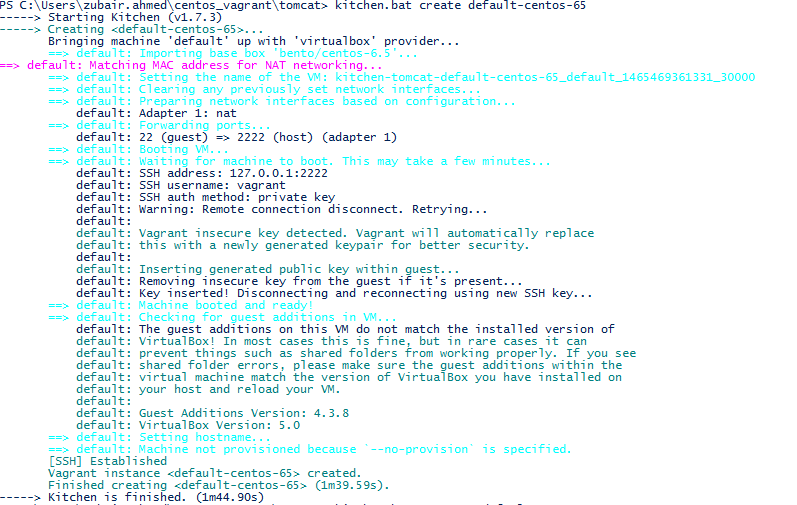 PS C:\Users\zubair.ahmed\centos_vagrant\tomcat> kitchen.bat create default-centos-65
-----> Starting Kitchen (v1.7.3)
-----> Creating <default-centos-65>...
Bringing machine 'default' up with 'virtualbox' provider...
==> default: Importing base box 'bento/centos-6.5'...
==> default: Matching MAC address for NAT networking...
==> default: Setting the name of the VM: kitchen-tomcat-default-centos-65_default_1465469361331_30000
==> default: Clearing any previously set network interfaces...
==> default: Preparing network interfaces based on configuration...
default: Adapter 1: nat
==> default: Forwarding ports...
default: 22 (guest) => 2222 (host) (adapter 1)
==> default: Booting VM...
==> default: Waiting for machine to boot. This may take a few minutes...
default: SSH address: 127.0.0.1:2222
default: SSH username: vagrant
default: SSH auth method: private key
default: Warning: Remote connection disconnect. Retrying...
default:
default: Vagrant insecure key detected. Vagrant will automatically replace
default: this with a newly generated keypair for better security.
default:
default: Inserting generated public key within guest...
default: Removing insecure key from the guest if it's present...
default: Key inserted! Disconnecting and reconnecting using new SSH key...
==> default: Machine booted and ready!
==> default: Checking for guest additions in VM...
default: The guest additions on this VM do not match the installed version of
default: VirtualBox! In most cases this is fine, but in rare cases it can
default: prevent things such as shared folders from working properly. If you see
default: shared folder errors, please make sure the guest additions within the
default: virtual machine match the version of VirtualBox you have installed on
default: your host and reload your VM.
default:
default: Guest Additions Version: 4.3.8
default: VirtualBox Version: 5.0
==> default: Setting hostname...
==> default: Machine not provisioned because `--no-provision` is specified.
[SSH] Established
Vagrant instance <default-centos-65> created.
Finished creating <default-centos-65> (1m39.59s).
-----> Kitchen is finished. (1m44.90s)